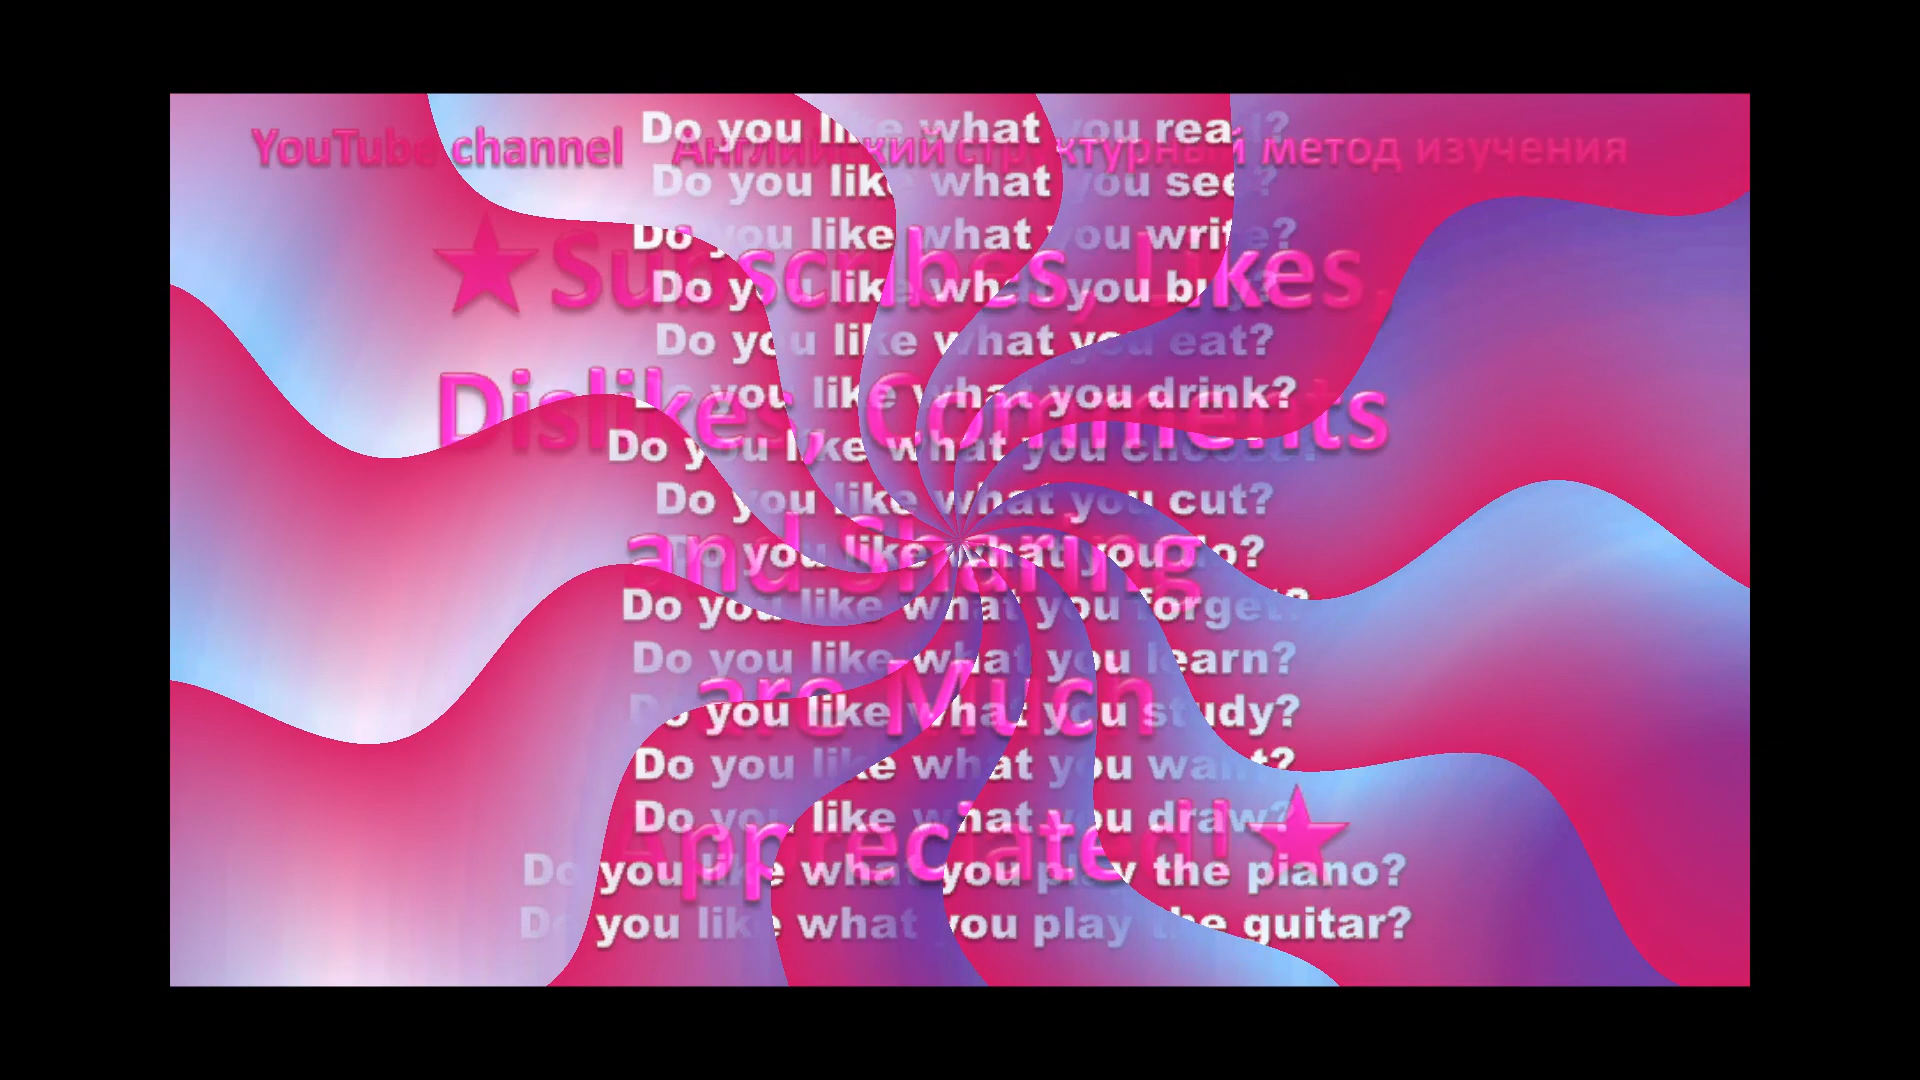 Do you like what you read?
YouTube channel Английский структурный метод изучения
Do you like what you see?
Do you like what you write?
★Subscribes, Likes,
Do you like what you buy?
Do you like what you eat?
Do you like what you drink?
Dislikes, Comments
Do you like what you choose?
Do you like what you cut?
Do you like what you do?
and Sharing
Do you like what you forget?
Do you like what you learn?
are Much
Do you like what you study?
Do you like what you want?
Do you like what you draw?
Appreciated!★
Do you like what you play the piano?
Do you like what you play the guitar?